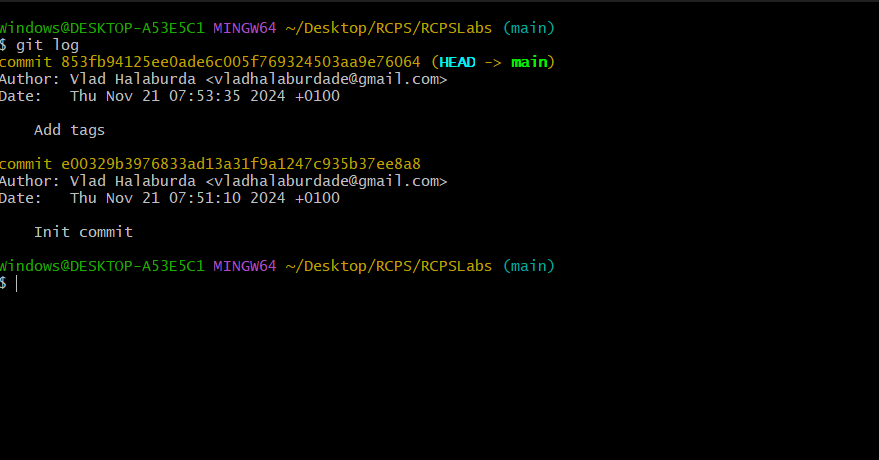 Windows@DESKTOP-A53E5C1 MINGW64 ~/Desktop/RCPS/RCPSLabs (main)
$ git log
commit 853fb94125ee0ade6c005f769324503aa9e76064 (HEAD -> main)
Author: Vlad Halaburda <vladhalaburdade@gmail.com>
Date:   Thu Nov 21 07:53:35 2024 +0100
Add tags
commit e00329b3976833ad13a31f9a1247c935b37ee8a8
Author: Vlad Halaburda <vladhalaburdade@gmail.com>
Date:   Thu Nov 21 07:51:10 2024 +0100
Init commit
Windows@DESKTOP-A53E5C1 MINGW64 ~/Desktop/RCPS/RCPSLabs (main)
$